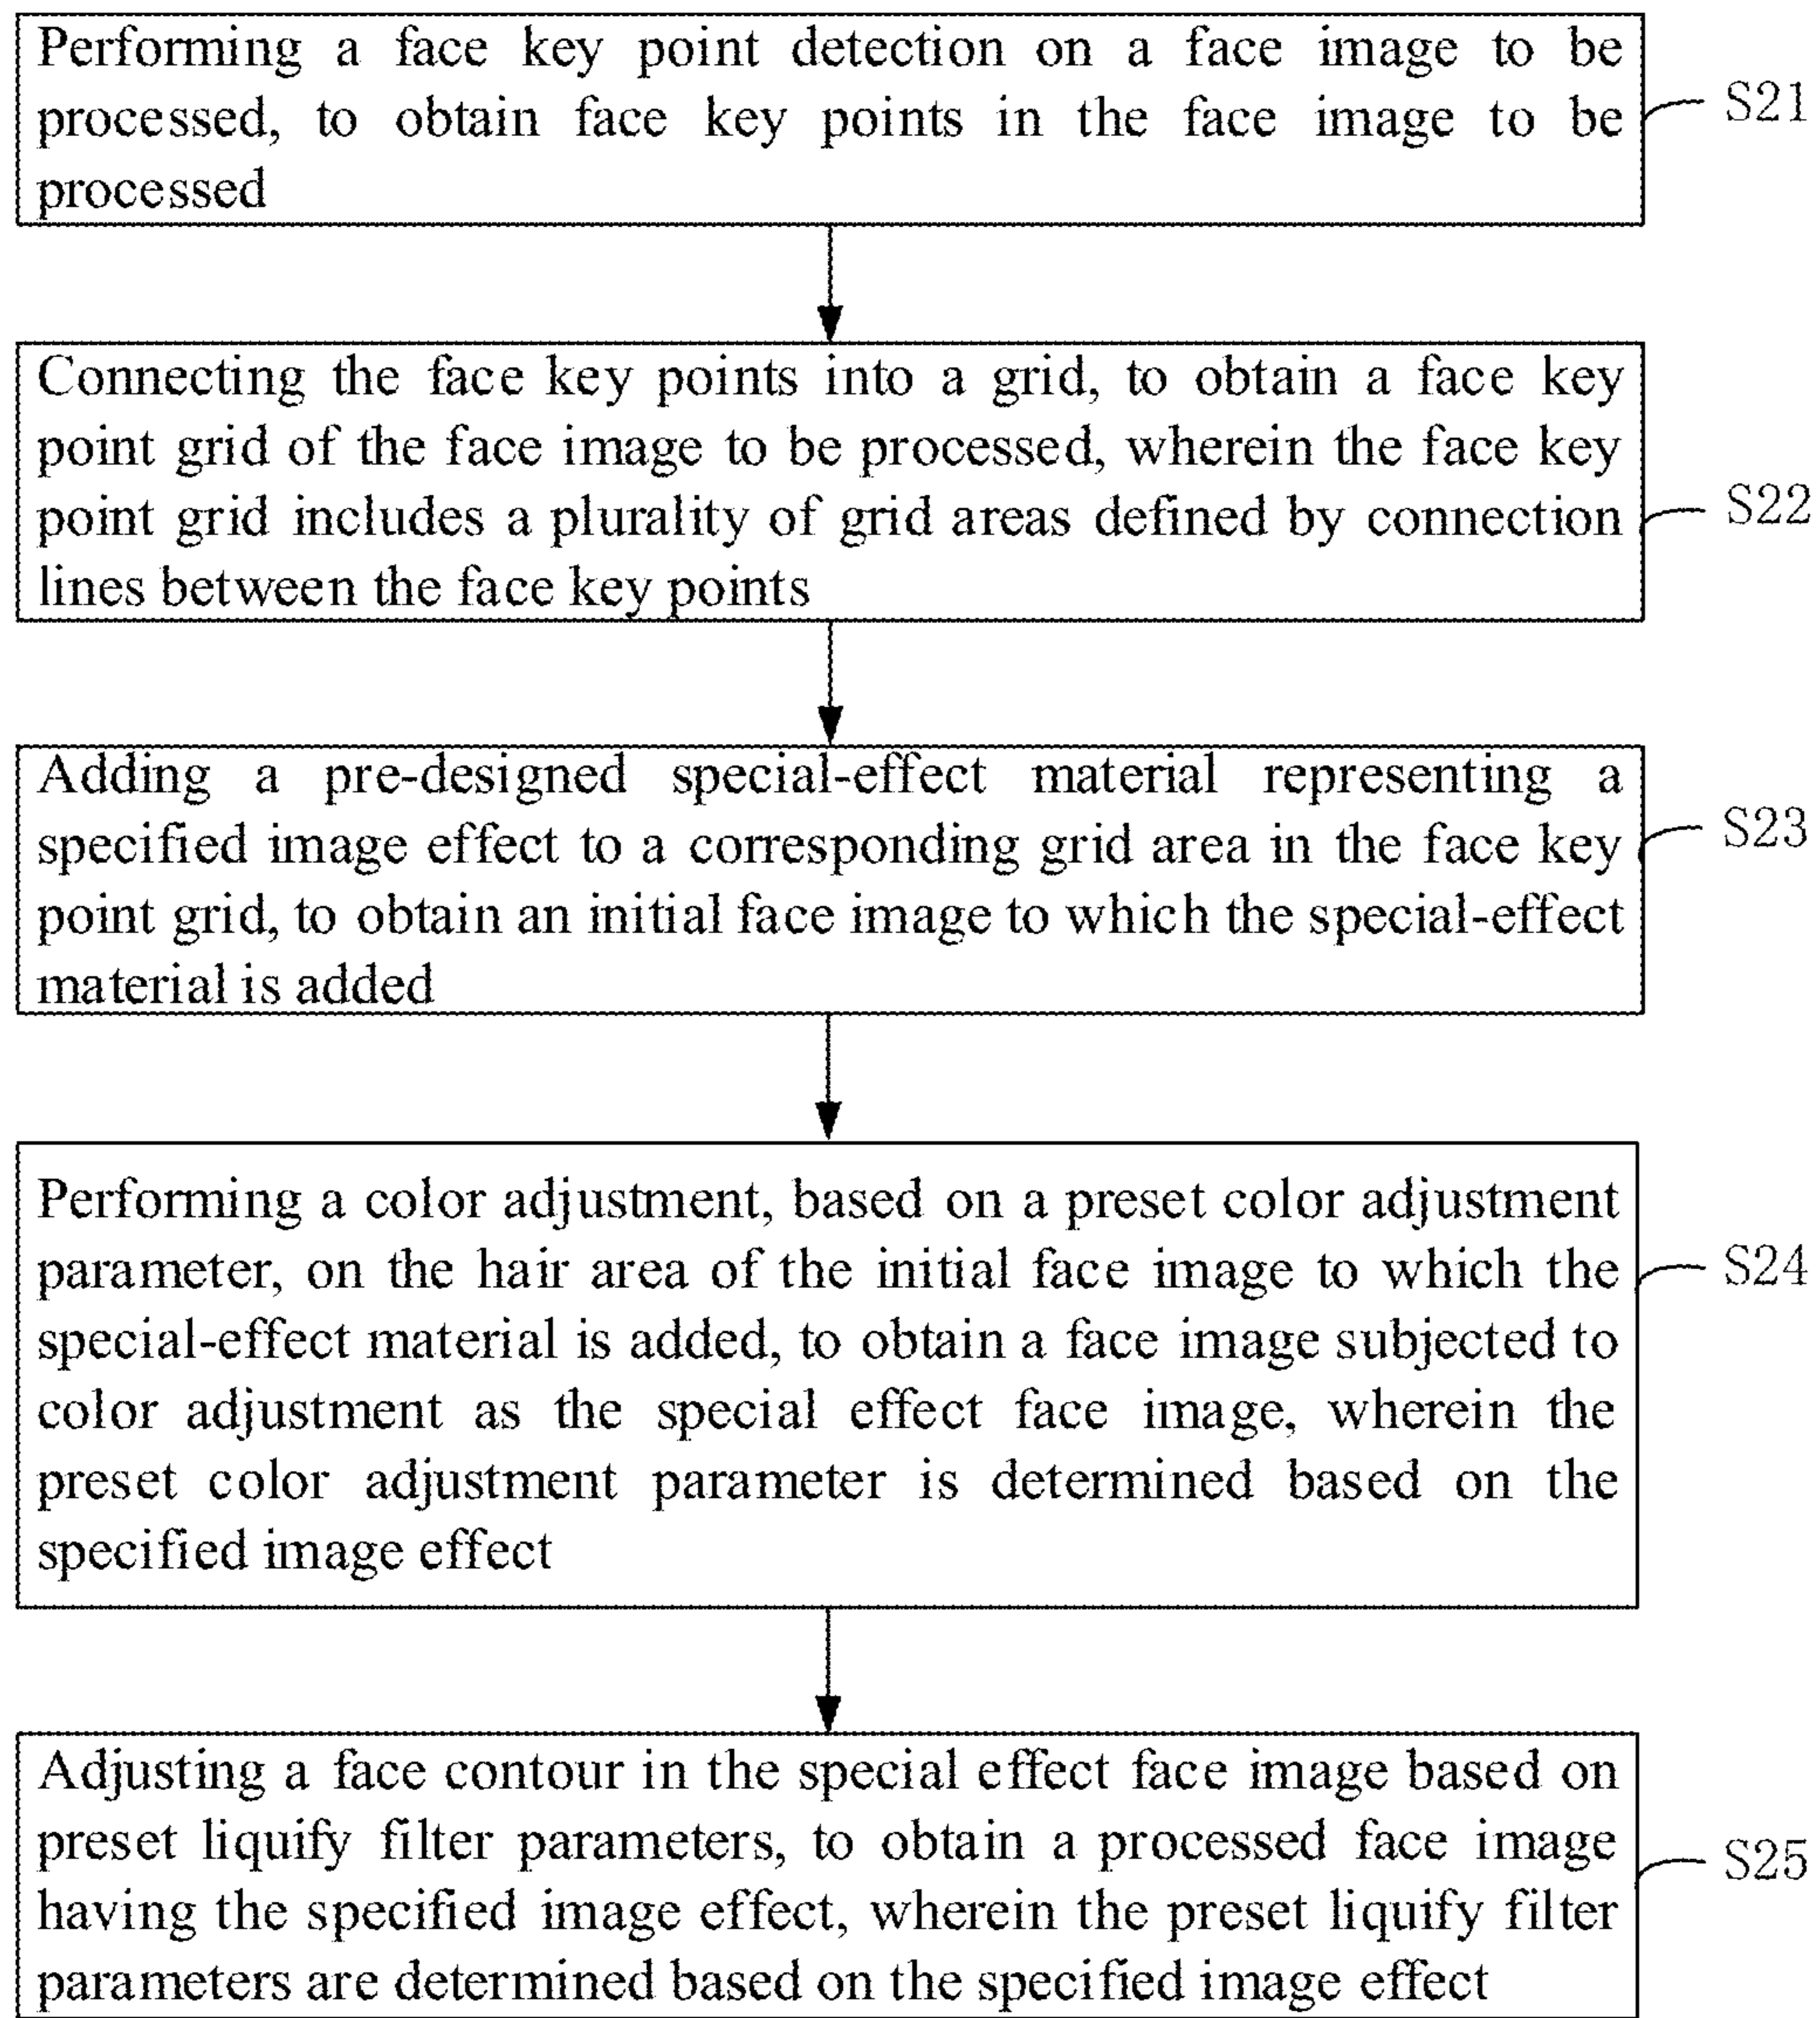 Performing a face key point detection on a face image to be
processed, to obtain face key points in the face image to be
processed
S21
Connecting the face key points into a grid, to obtain a face key
point grid of the face image to be processed, wherein the face key
point grid includes a plurality of grid areas defined by connection
lines between the face key points
S22
Adding a pre-designed special-effect material representing a
specified image effect to a corresponding grid area in the face key
point grid, to obtain an initial face image to which the special-effect
material is added
S23
Performing a color adjustment, based on a preset color adjustment
parameter, on the hair area of the initial face image to which the
special-effect material is added, to obtain a face image subjected to
color adjustment as the special effect face image, wherein the
preset color adjustment parameter is determined based on the
specified image effect
S24
Adjusting a face contour in the special effect face image based on
preset liquify filter parameters, to obtain a processed face image
having the specified image effect, wherein the preset liquify filter
parameters are determined based on the specified image effect
S25